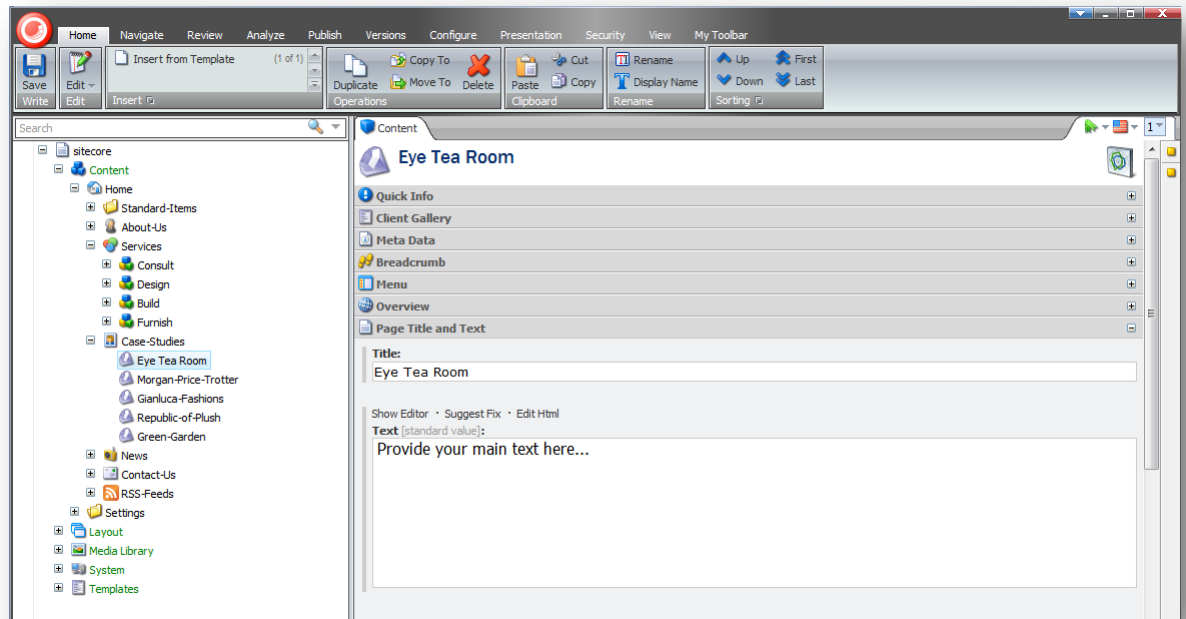 Home Navigate Review Analyze Publish Versions Configure Presentation Security View My Toolbar
Save
Write
Edit
Edit
Insert from Template (1 of 1)
Insert
Duplicate
Copy To
Move To
Delete
Operations
Paste
Cut
Copy
Clipboard
Rename
Display Name
Rename
Up First
Down Last
Sorting
Search
sitecore
Content
Home
Standard-Items
About-Us
Services
Consult
Design
Build
Furnish
Case-Studies
Eye Tea Room
Morgan-Price-Trotter
Gianluca-Fashions
Republic-of-Plush
Green-Garden
News
Contact-Us
RSS-Feeds
Settings
Layout
Media Library
System
Templates
Content
1
Eye Tea Room
Quick Info
Client Gallery
Meta Data
Breadcrumb
Menu
Overview
Page Title and Text
Title:
Eye Tea Room
Show Editor · Suggest Fix · Edit Html
Text [standard value]:
Provide your main text here...